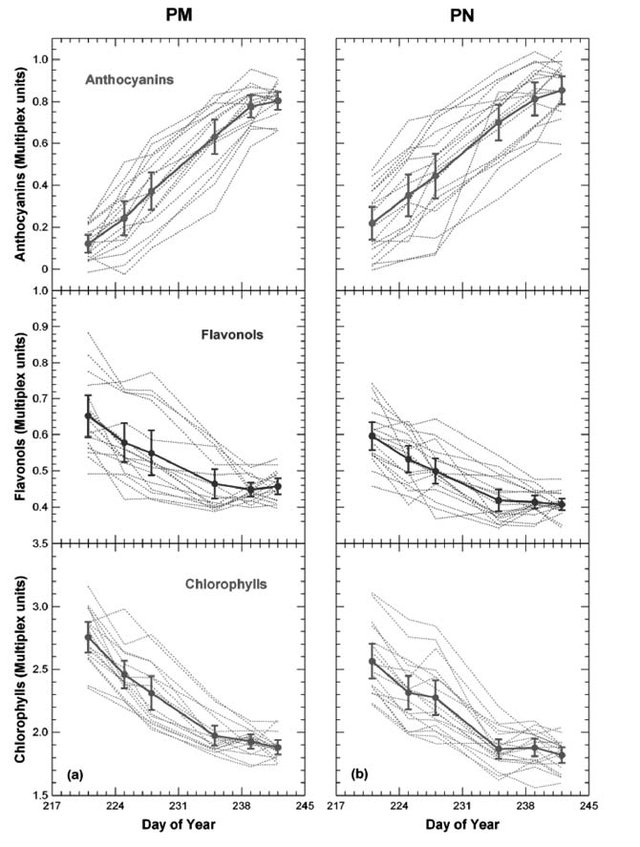 PM PN
Anthocyanins (Multiplex units)
1.0
0.8
0.6
0.4
0.2
0
Anthocyanins
Flavonols (Multiplex units)
1.0
0.9
0.8
0.7
0.6
0.5
0.4
Flavonols
Chlorophylls (Multiplex units)
3.5
3.0
2.5
2.0
1.5
Chlorophylls
(a) (b)
217 224 231 238 245 217 224 231 238 245
Day of Year Day of Year